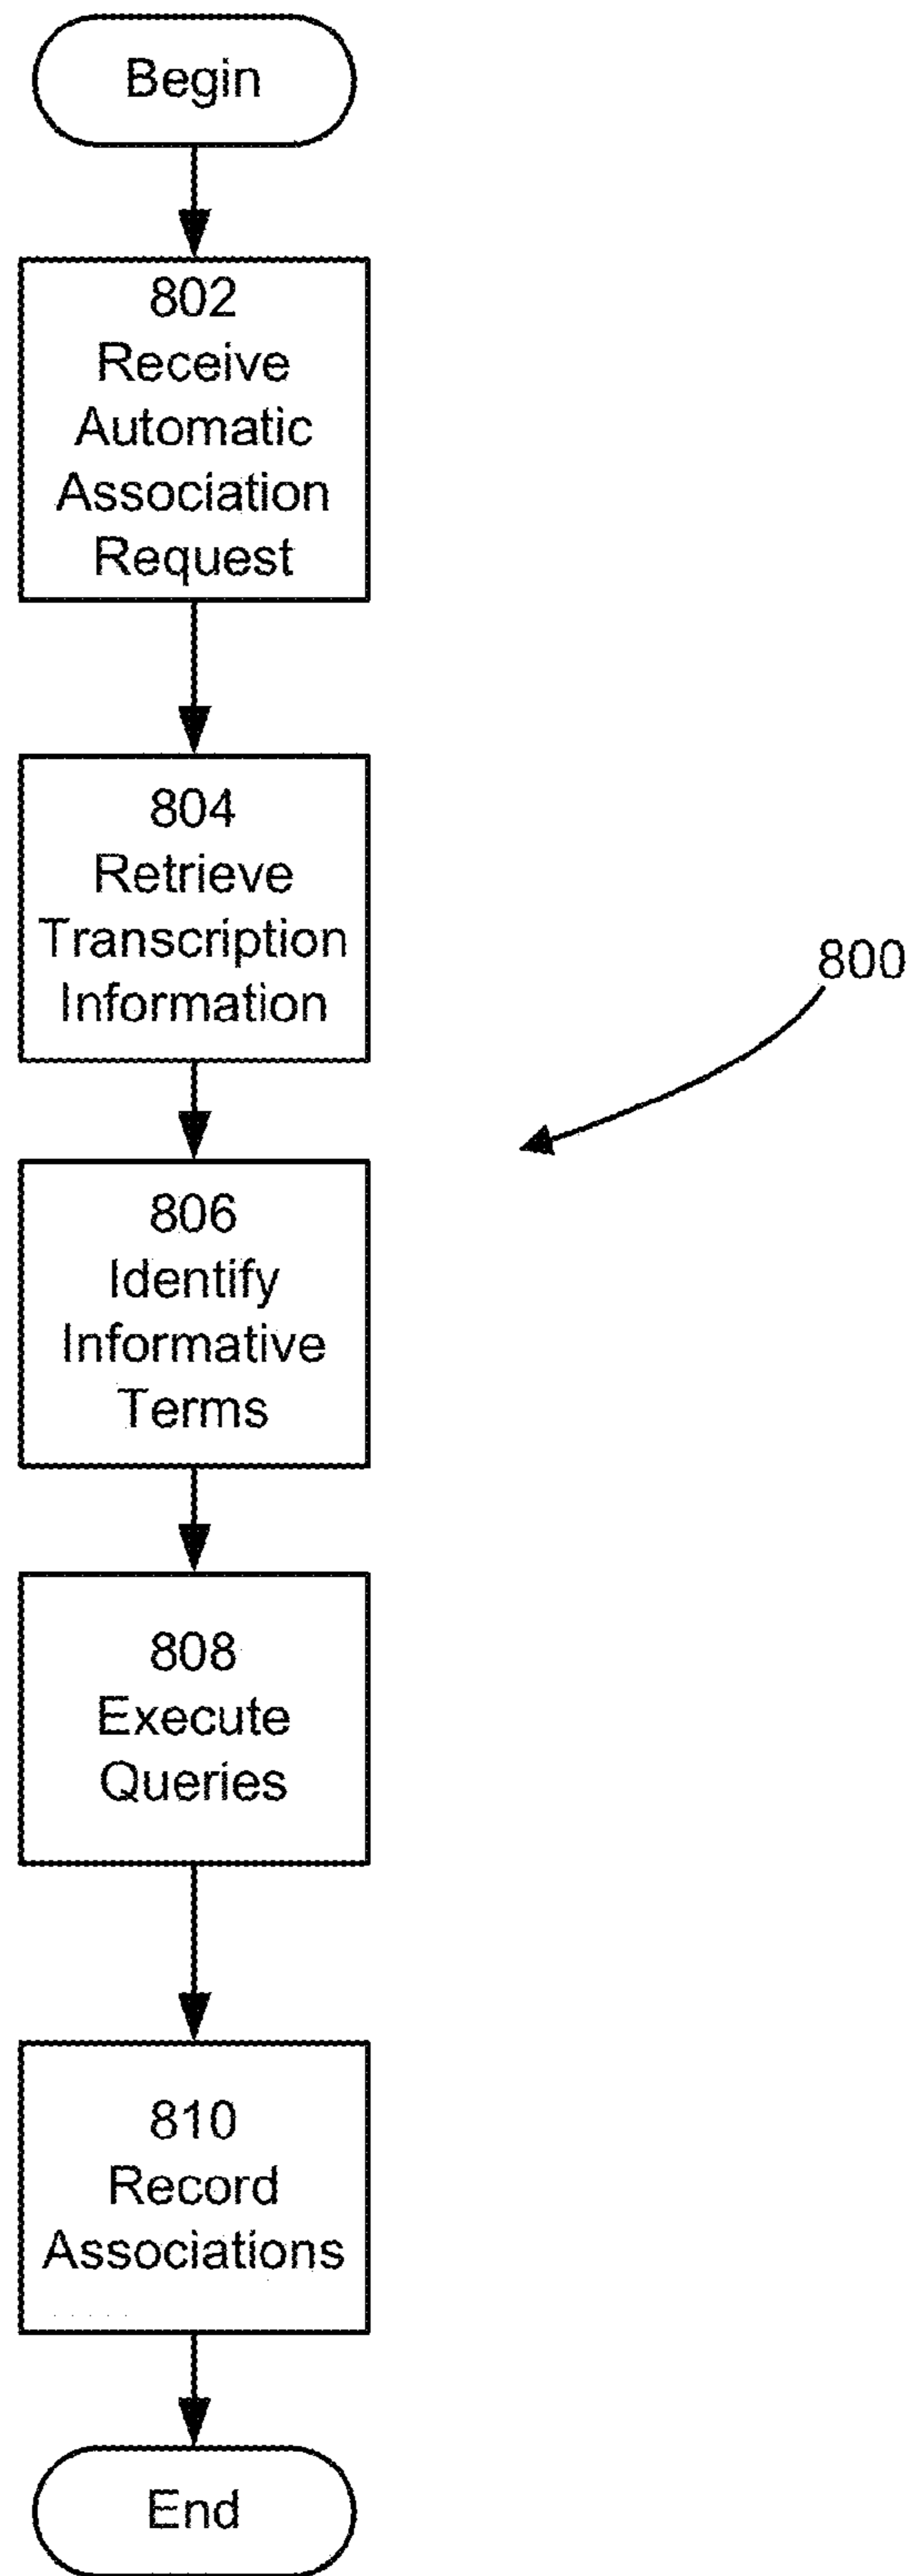 Begin
802
Receive
Automatic
Association
Request
804
Retrieve
Transcription
Information
800
806
Identify
Informative
Terms
808
Execute
Queries
810
Record
Associations
End